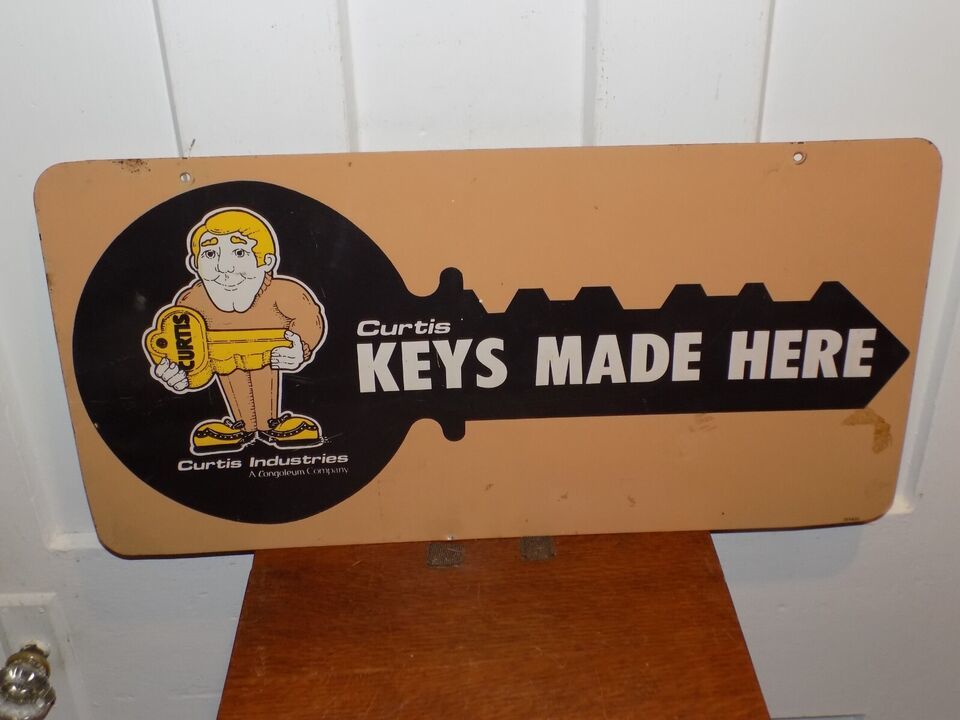 CURTIS
Curtis
KEYS MADE HERE
Curtis Industries
A Congoleum Company